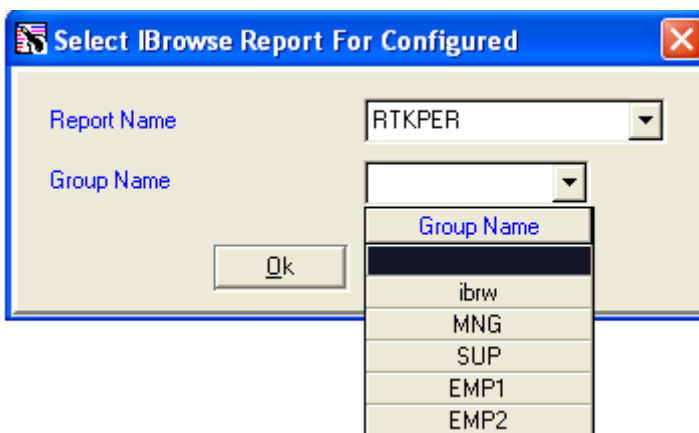 Select IBrowse Report For Configured
Report Name RTKPER
Group Name
Group Name
Ok
ibrw
MNG
SUP
EMP1
EMP2